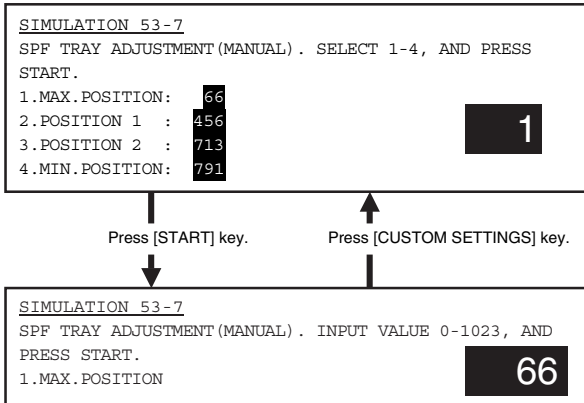 SIMULATION 53-7
SPF TRAY ADJUSTMENT(MANUAL). SELECT 1-4, AND PRESS
START.
1.MAX.POSITION: 66
2.POSITION 1 : 456
3.POSITION 2 : 713
4.MIN.POSITION: 791
1
Press [START] key.
Press [CUSTOM SETTINGS] key.
SIMULATION 53-7
SPF TRAY ADJUSTMENT(MANUAL). INPUT VALUE 0-1023, AND
PRESS START.
1.MAX.POSITION
66